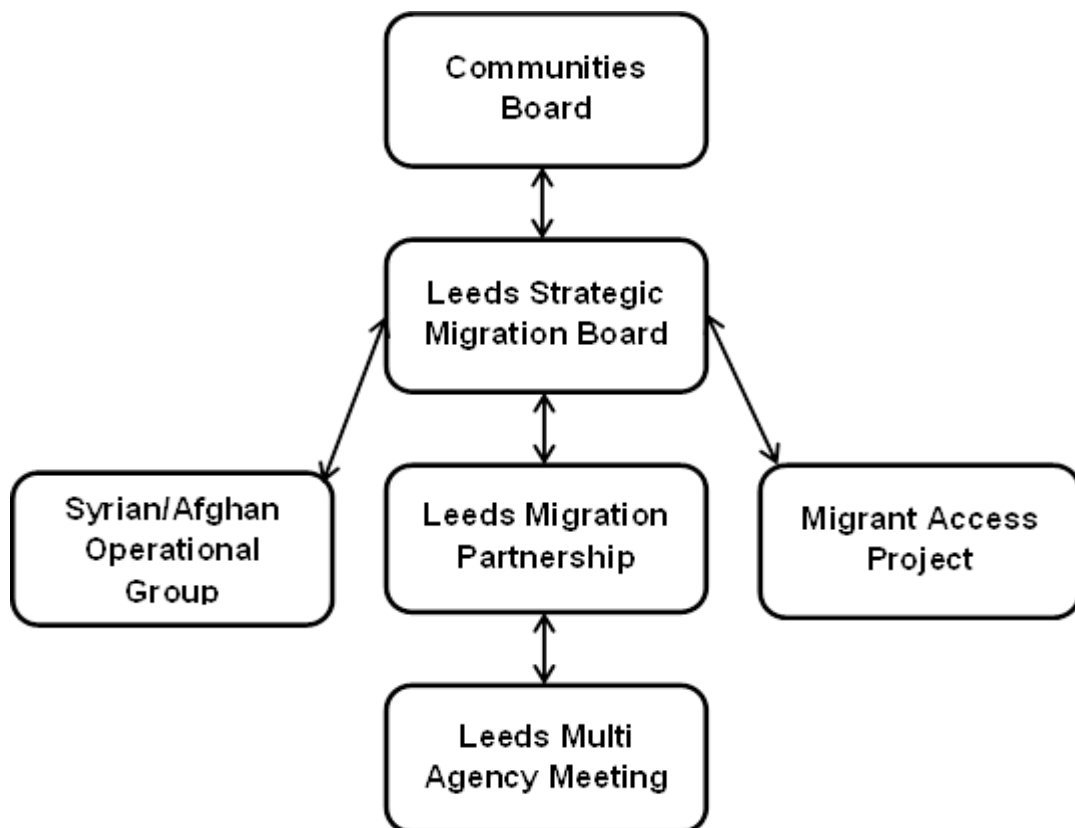 Communities
Board
Leeds Strategic
Migration Board
Syrian/Afghan
Operational
Group
Leeds Migration
Partnership
Migrant Access
Project
Leeds Multi
Agency Meeting